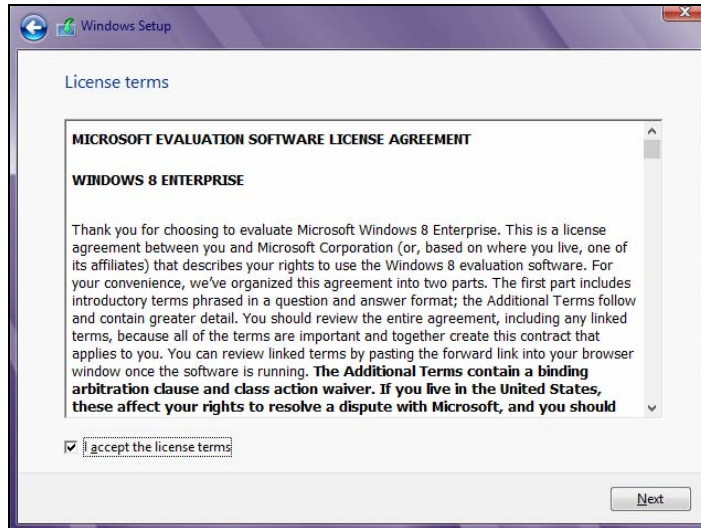 Windows Setup
License terms
MICROSOFT EVALUATION SOFTWARE LICENSE AGREEMENT
WINDOWS 8 ENTERPRISE
Thank you for choosing to evaluate Microsoft Windows 8 Enterprise. This is a license
agreement between you and Microsoft Corporation (or, based on where you live, one of
its affiliates) that describes your rights to use the Windows 8 evaluation software. For
your convenience, we've organized this agreement into two parts. The first part includes
introductory terms phrased in a question and answer format; the Additional Terms follow
and contain greater detail. You should review the entire agreement, including any linked
terms, because all of the terms are important and together create this contract that
applies to you. You can review linked terms by pasting the forward link into your browser
window once the software is running. The Additional Terms contain a binding
arbitration clause and class action waiver. If you live in the United States,
these affect your rights to resolve a dispute with Microsoft, and you should
I accept the license terms
Next